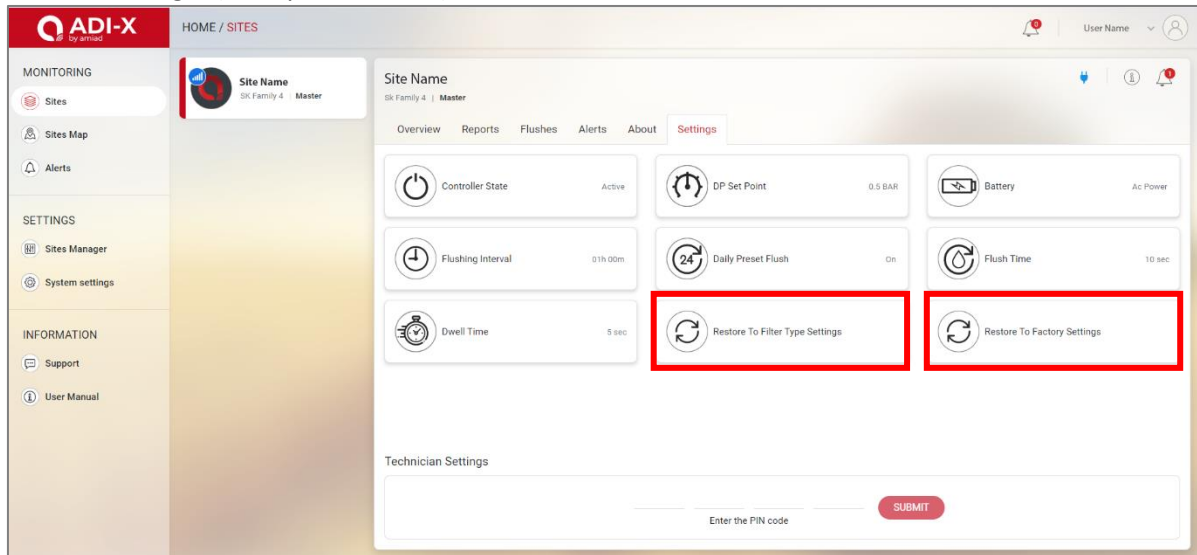 ADI-X
by amiad
HOME / SITES
0
User Name
MONITORING
Sites
Sites Map
Alerts
SETTINGS
Sites Manager
System settings
INFORMATION
Support
User Manual
Site Name
SK Family 4 | Master
Site Name
Sk Family 4 | Master
1
Overview Reports Flushes Alerts About Settings
Controller State Active
DP Set Point 0.5 BAR
Battery Ac Power
Flushing Interval 01h 00m
24 Daily Preset Flush On
Flush Time 10 sec
Dwell Time 5 sec
Restore To Filter Type Settings
Restore To Factory Settings
Technician Settings
Enter the PIN code
SUBMIT